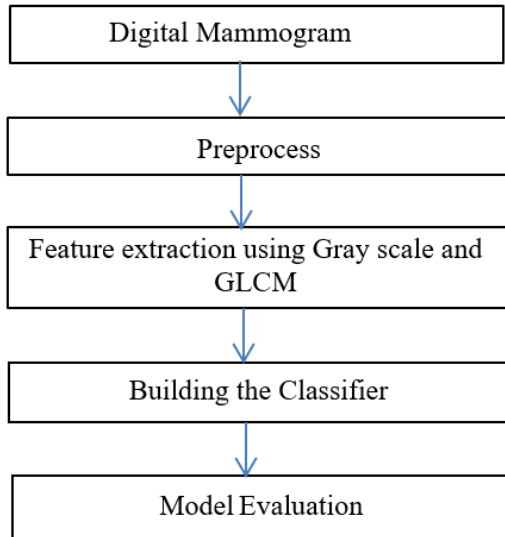 Digital Mammogram
Preprocess
Feature extraction using Gray scale and
GLCM
Building the Classifier
Model Evaluation